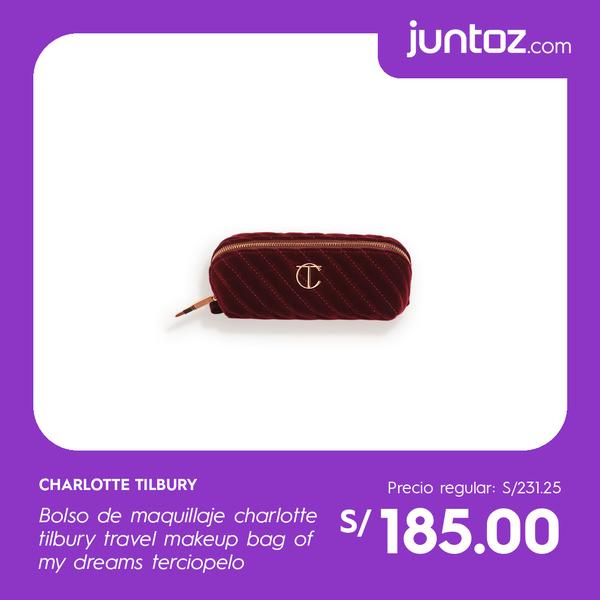 juntoz.com
CT
CHARLOTTE TILBURY
Bolso de maquillaje charlotte
tilbury travel makeup bag of
my dreams terciopelo
Precio regular: S/231.25
S/185.00